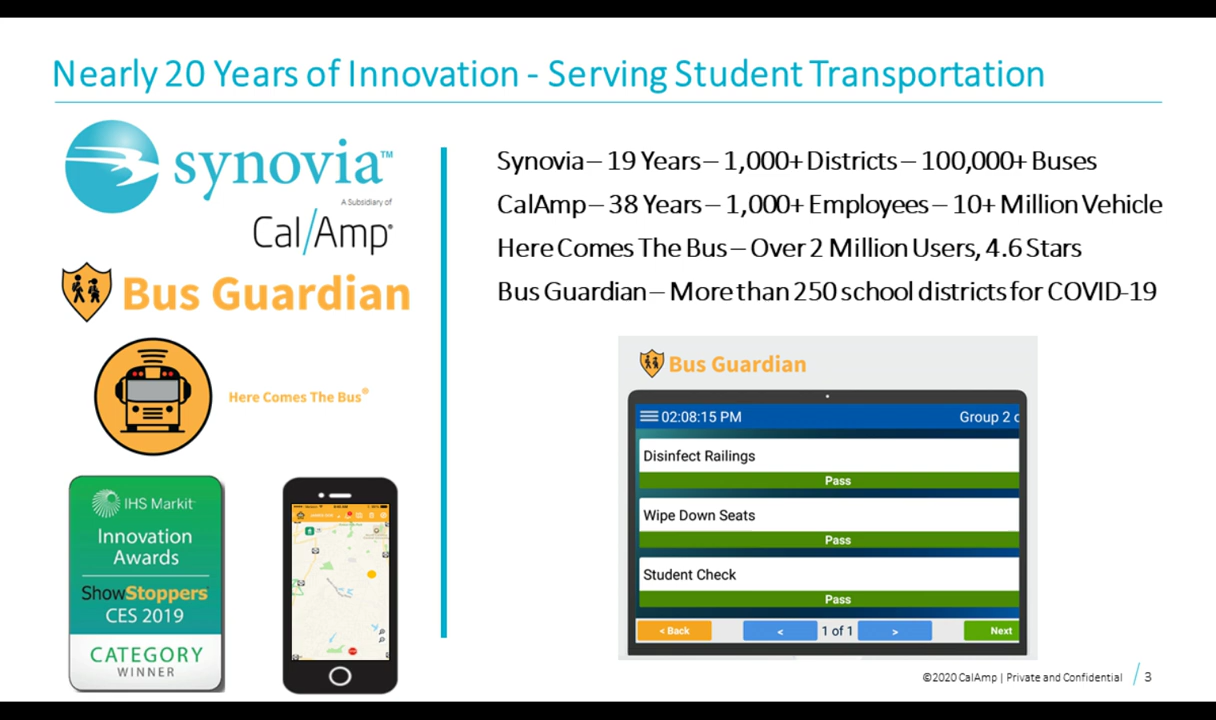 Nearly 20 Years of Innovation - Serving Student Transportation
synovia™
A Subsidiary of
Cal/Amp
Bus Guardian
Here Comes The Bus®
IHS Markit
Innovation
Awards
ShowStoppers
CES 2019
CATEGORY
WINNER
Synovia – 19 Years – 1,000+ Districts – 100,000+ Buses
CalAmp – 38 Years – 1,000+ Employees – 10+ Million Vehicle
Here Comes The Bus – Over 2 Million Users, 4.6 Stars
Bus Guardian – More than 250 school districts for COVID-19
Bus Guardian
02:08:15 PM Group 2 o
Disinfect Railings
Pass
Wipe Down Seats
Pass
Student Check
Pass
< Back < 1 of 1 > Next
©2020 CalAmp | Private and Confidential / 3